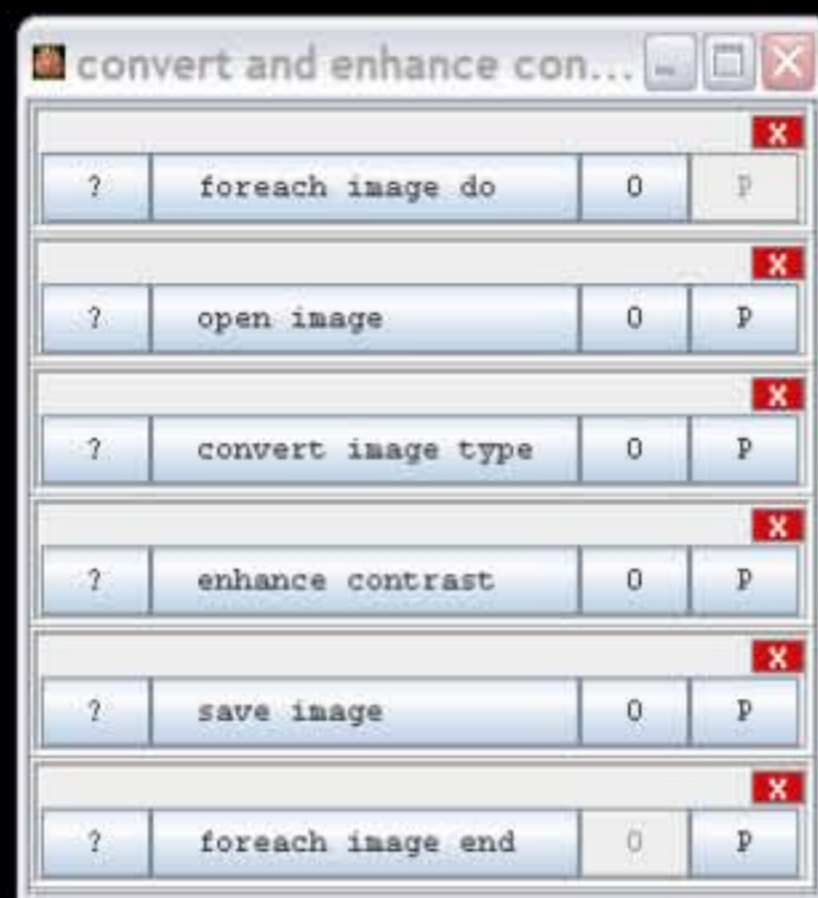 convert and enhance con...
X
? foreach image do O P
X
? open image O P
X
? convert image type O P
X
? enhance contrast O P
X
? save image O P
X
? foreach image end O P